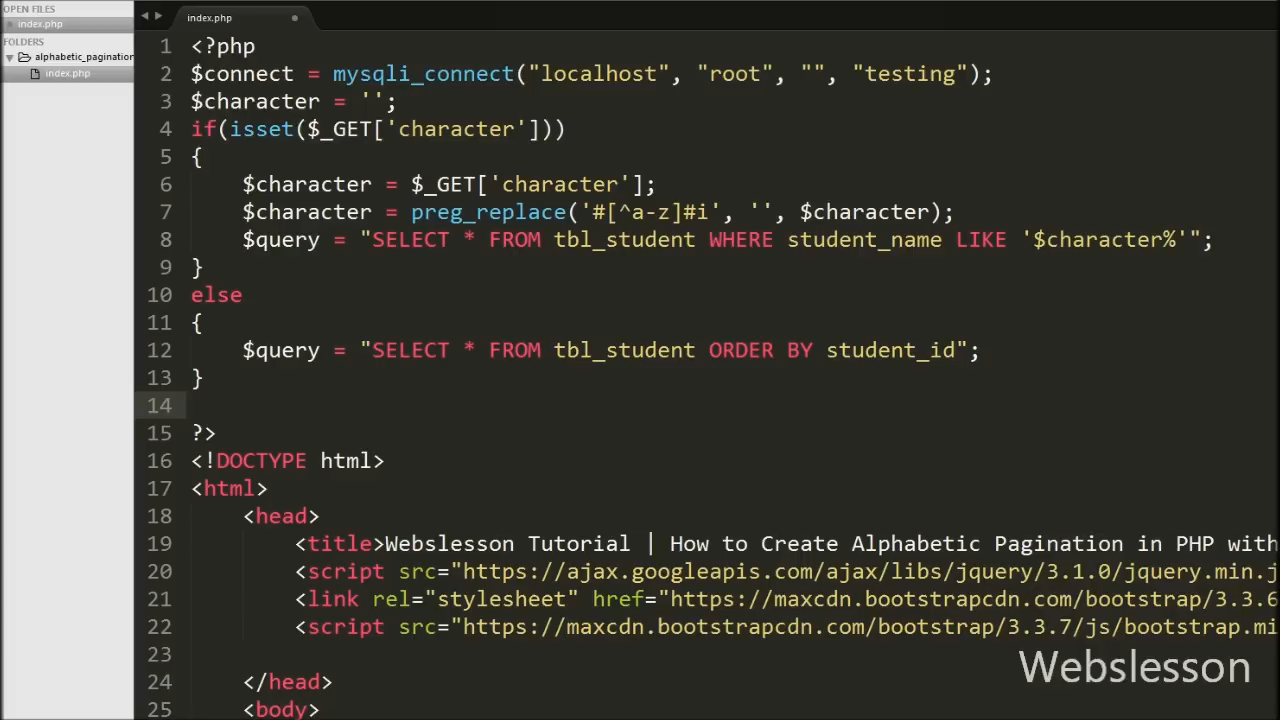 OPEN FILES
index.php
FOLDERS
alphabetic_pagination
index.php
index.php
1 <?php
2 $connect = mysqli_connect("localhost", "root", "", "testing");
3 $character = '';
4 if(isset($_GET['character']))
5 {
6 $character = $_GET['character'];
7 $character = preg_replace('#[^a-z]#i', '', $character);
8 $query = "SELECT * FROM tbl_student WHERE student_name LIKE '$character%'";
9 }
10 else
11 {
12 $query = "SELECT * FROM tbl_student ORDER BY student_id";
13 }
14
15 ?>
16 <!DOCTYPE html>
17 <html>
18 <head>
19 <title>Webslesson Tutorial | How to Create Alphabetic Pagination in PHP with
20 <script src="https://ajax.googleapis.com/ajax/libs/jquery/3.1.0/jquery.min.j
21 <link rel="stylesheet" href="https://maxcdn.bootstrapcdn.com/bootstrap/3.3.6
22 <script src="https://maxcdn.bootstrapcdn.com/bootstrap/3.3.7/js/bootstrap.mi
23
24 </head>
25 <body>
Webslesson